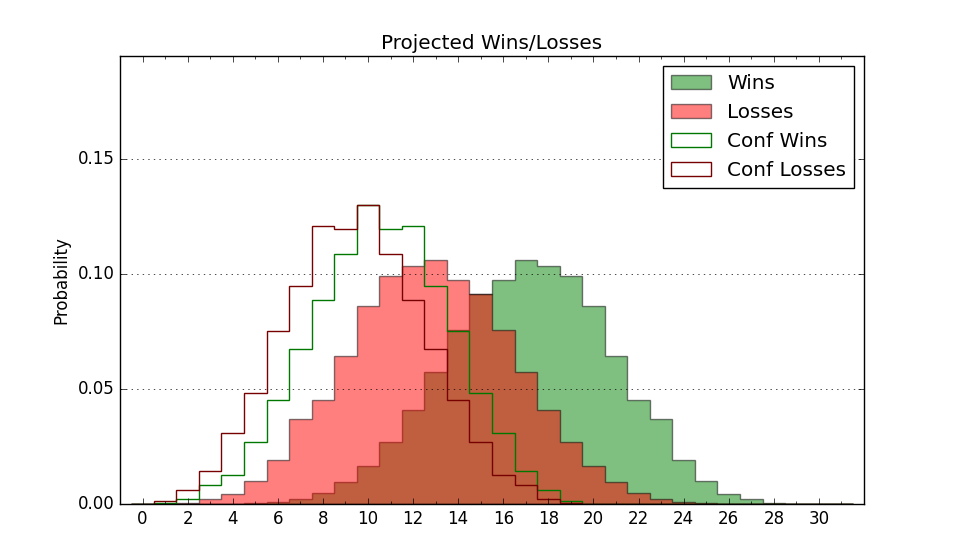 Projected Wins/Losses
Wins
Losses
Conf Wins
Conf Losses
0.15
0.10
0.05
0.00
Probability
0 2 4 6 8 10 12 14 16 18 20 22 24 26 28 30